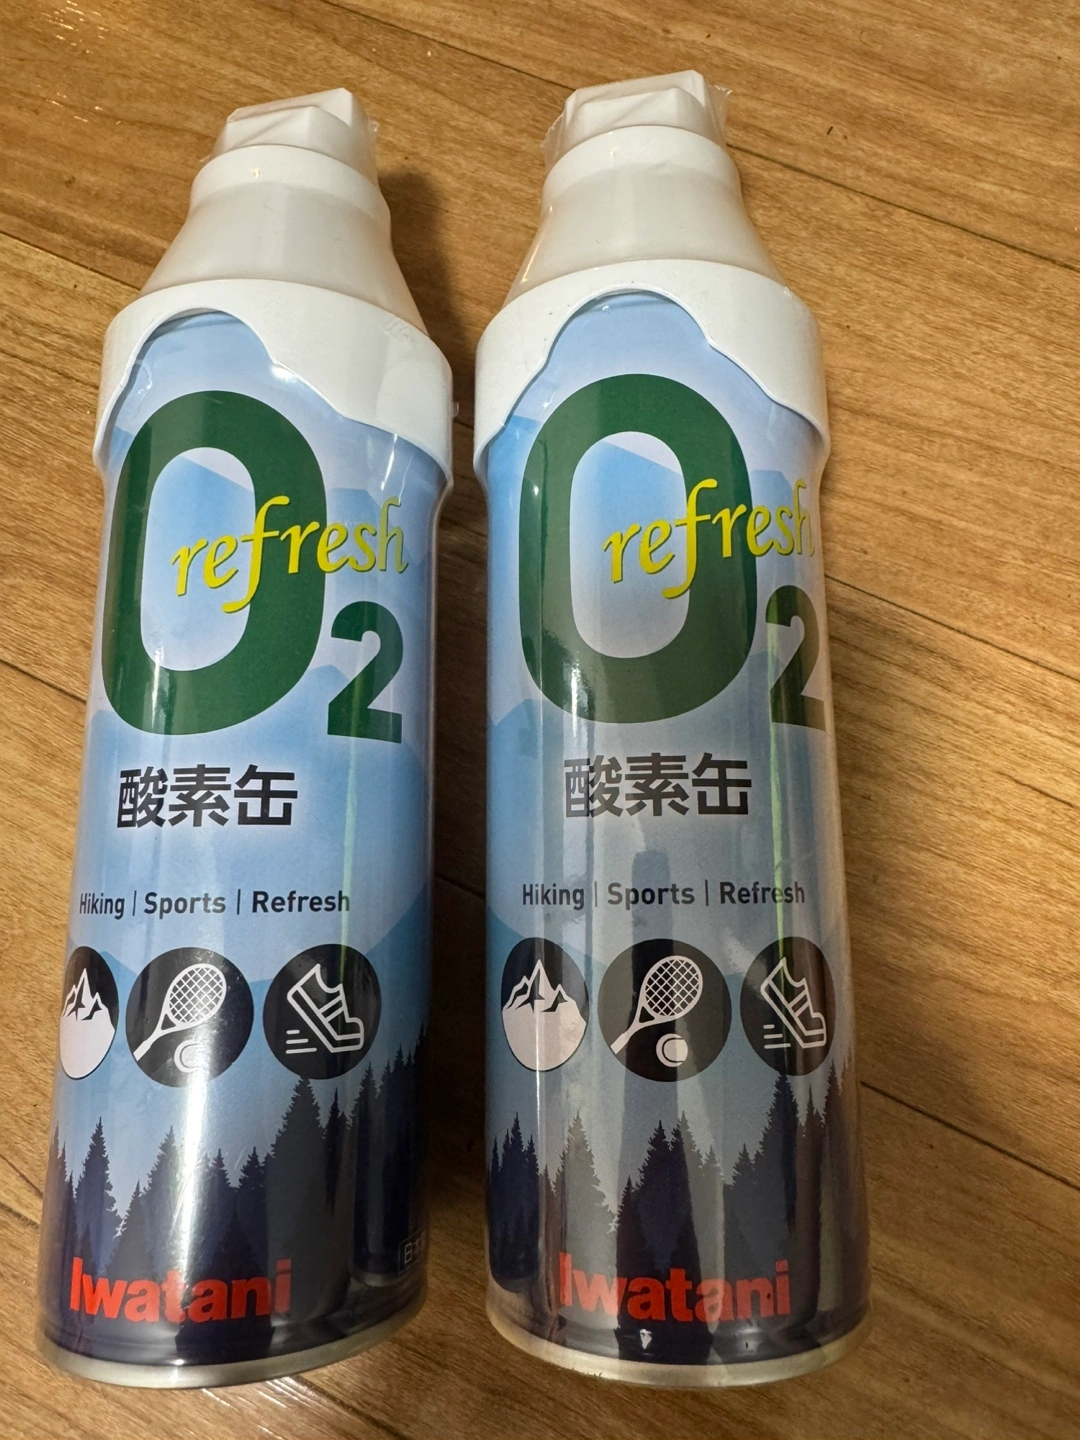 O2
refresh
酸素缶
Hiking | Sports | Refresh
Iwatani
O2
refresh
酸素缶
Hiking | Sports | Refresh
Iwatani